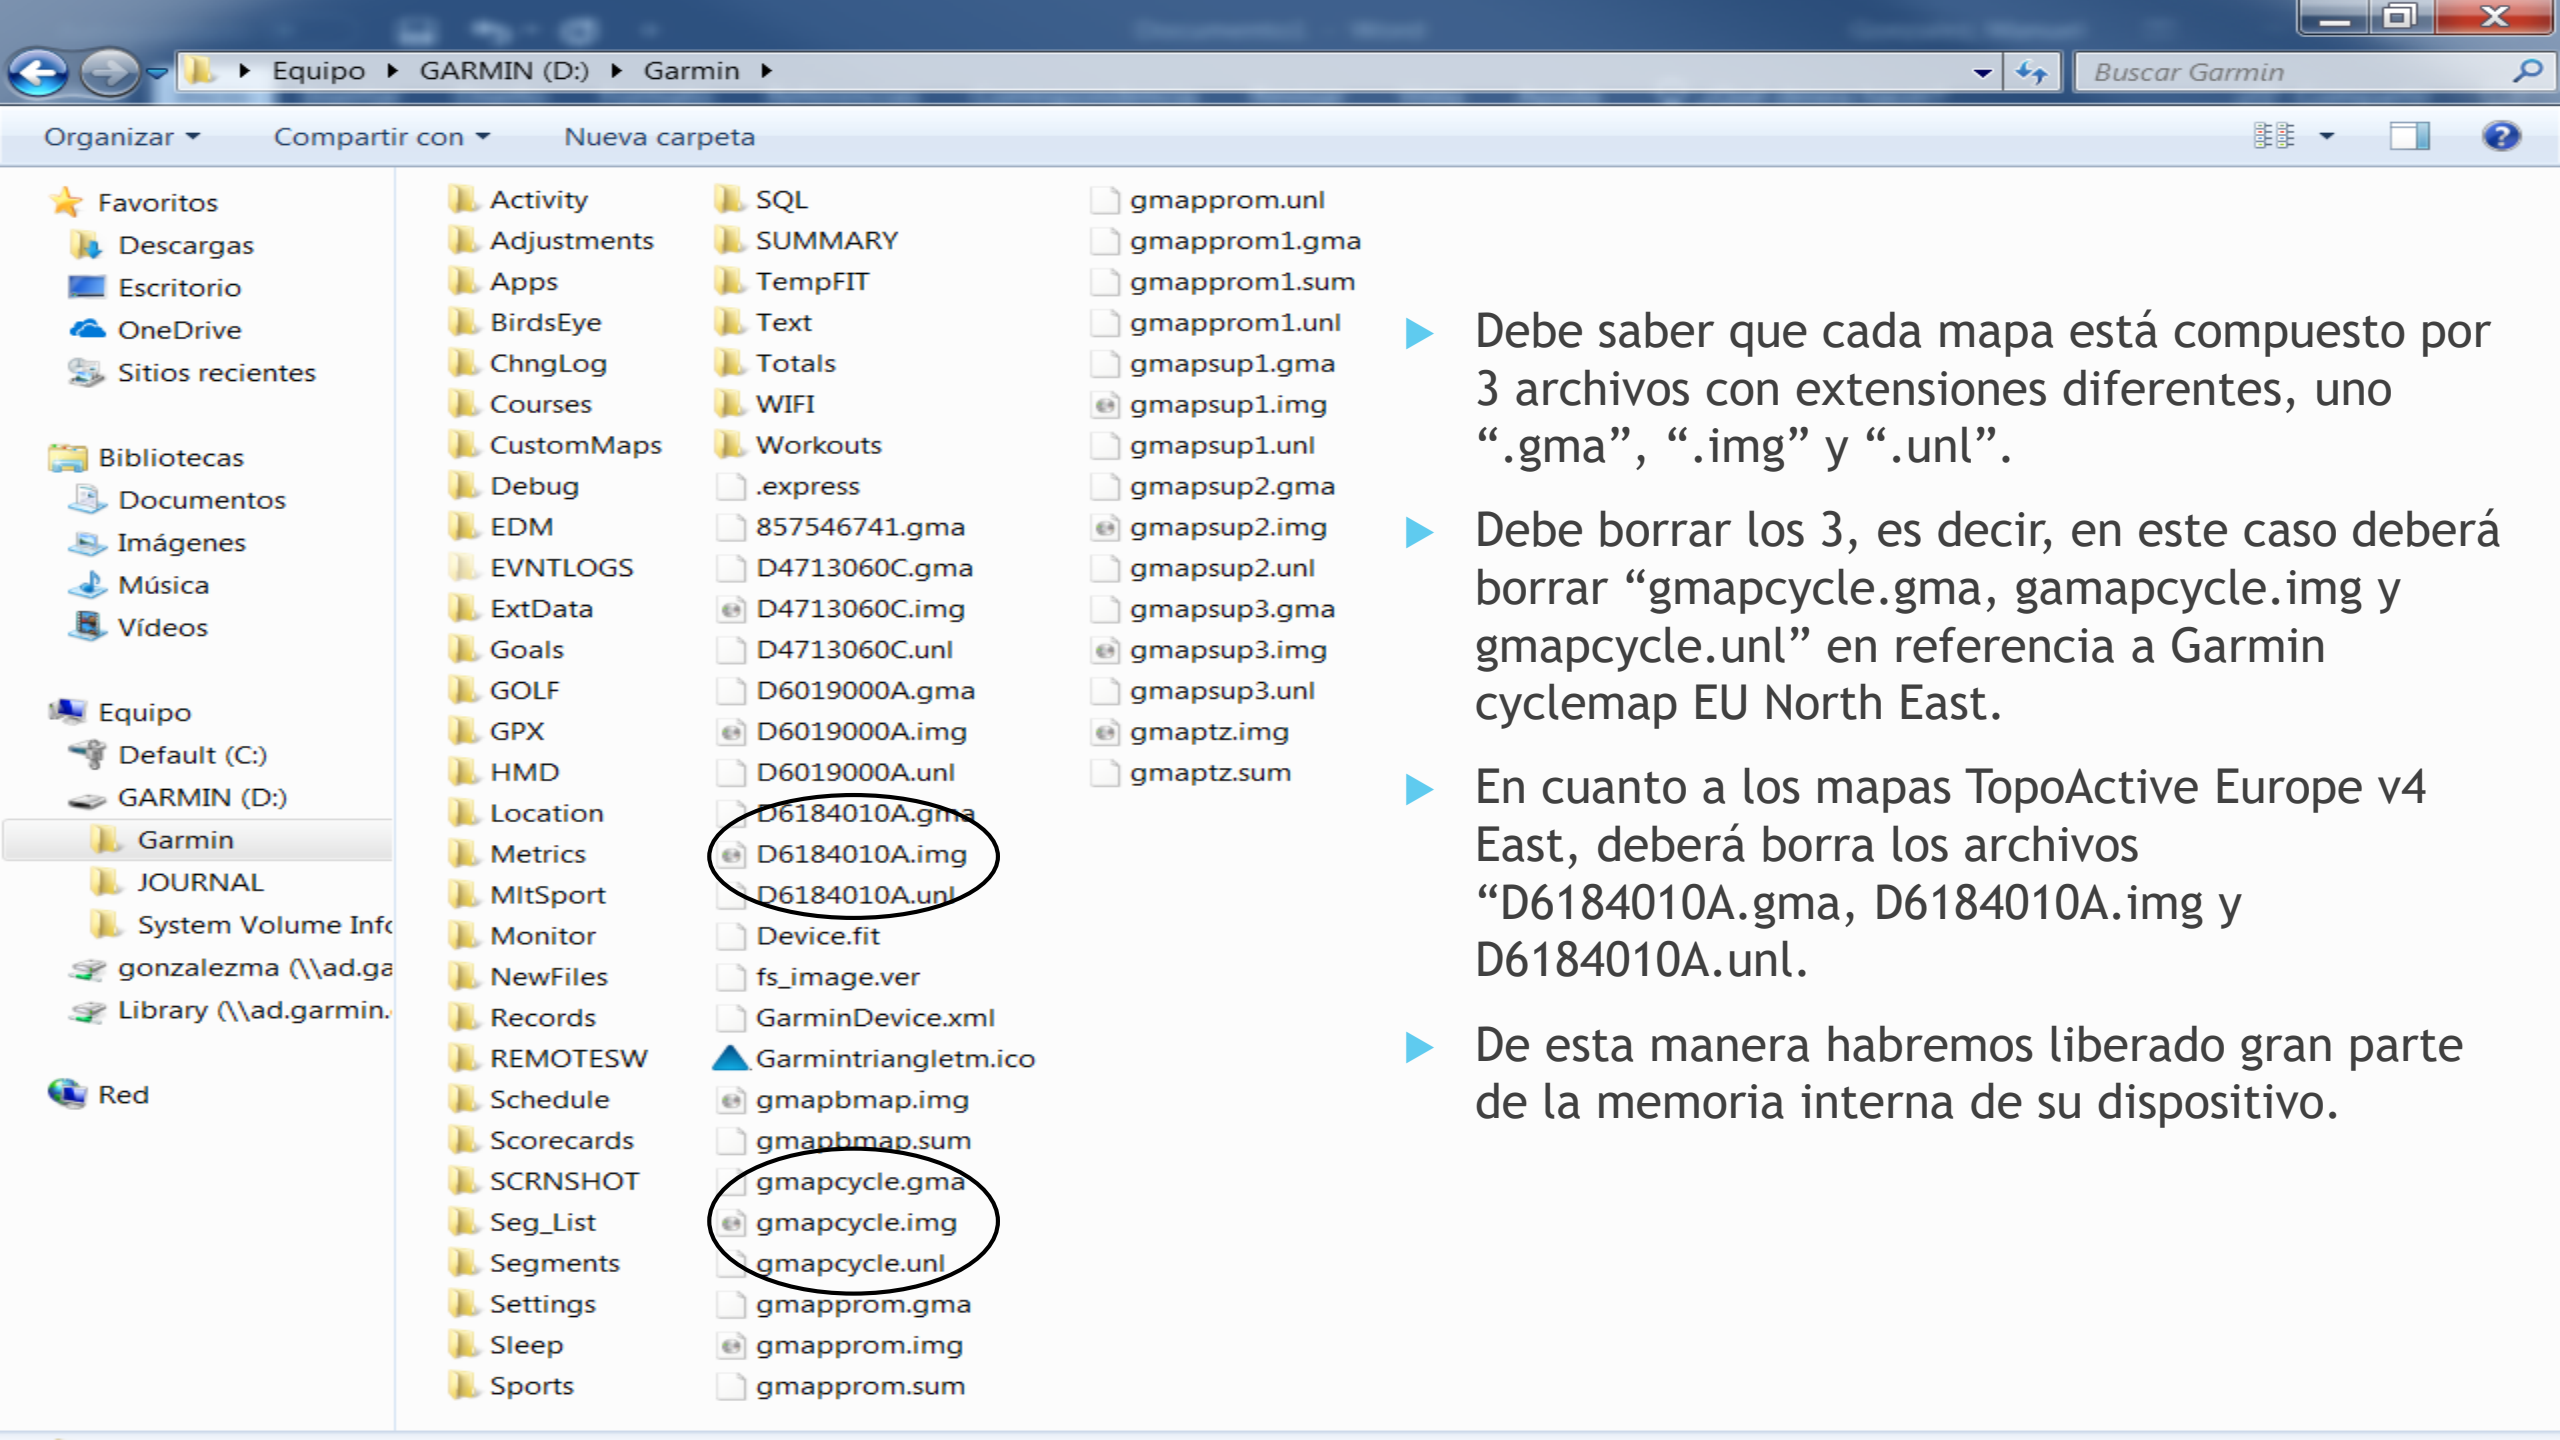 Equipo ▸ GARMIN (D:) ▸ Garmin ▸
Buscar Garmin
Organizar
Compartir con
Nueva carpeta
Favoritos
Descargas
Escritorio
OneDrive
Sitios recientes
Bibliotecas
Documentos
Imágenes
Música
Vídeos
Equipo
Default (C:)
GARMIN (D:)
Garmin
JOURNAL
System Volume Info
gonzalezma (\\ad.ga
Library (\\ad.garmin.
Red
Activity
Adjustments
Apps
BirdsEye
ChngLog
Courses
CustomMaps
Debug
EDM
EVNTLOGS
ExtData
Goals
GOLF
GPX
HMD
Location
Metrics
MltSport
Monitor
NewFiles
Records
REMOTESW
Schedule
Scorecards
SCRNSHOT
Seg_List
Segments
Settings
Sleep
Sports
SQL
SUMMARY
TempFIT
Text
Totals
WIFI
Workouts
.express
857546741.gma
D4713060C.gma
D4713060C.img
D4713060C.unl
D6019000A.gma
D6019000A.img
D6019000A.unl
D6184010A.gma
D6184010A.img
D6184010A.unl
Device.fit
fs_image.ver
GarminDevice.xml
Garmintriangletm.ico
gmapbmap.img
gmapbmap.sum
gmapcycle.gma
gmapcycle.img
gmapcycle.unl
gmapprom.gma
gmapprom.img
gmapprom.sum
gmapprom.unl
gmapprom1.gma
gmapprom1.sum
gmapprom1.unl
gmapsup1.gma
gmapsup1.img
gmapsup1.unl
gmapsup2.gma
gmapsup2.img
gmapsup2.unl
gmapsup3.gma
gmapsup3.img
gmapsup3.unl
gmaptz.img
gmaptz.sum
Debe saber que cada mapa está compuesto por
3 archivos con extensiones diferentes, uno
“.gma”, “.img” y “.unl”.
Debe borrar los 3, es decir, en este caso deberá
borrar “gmapcycle.gma, gamapcycle.img y
gmapcycle.unl” en referencia a Garmin
cyclemap EU North East.
En cuanto a los mapas TopoActive Europe v4
East, deberá borra los archivos
“D6184010A.gma, D6184010A.img y
D6184010A.unl.
De esta manera habremos liberado gran parte
de la memoria interna de su dispositivo.